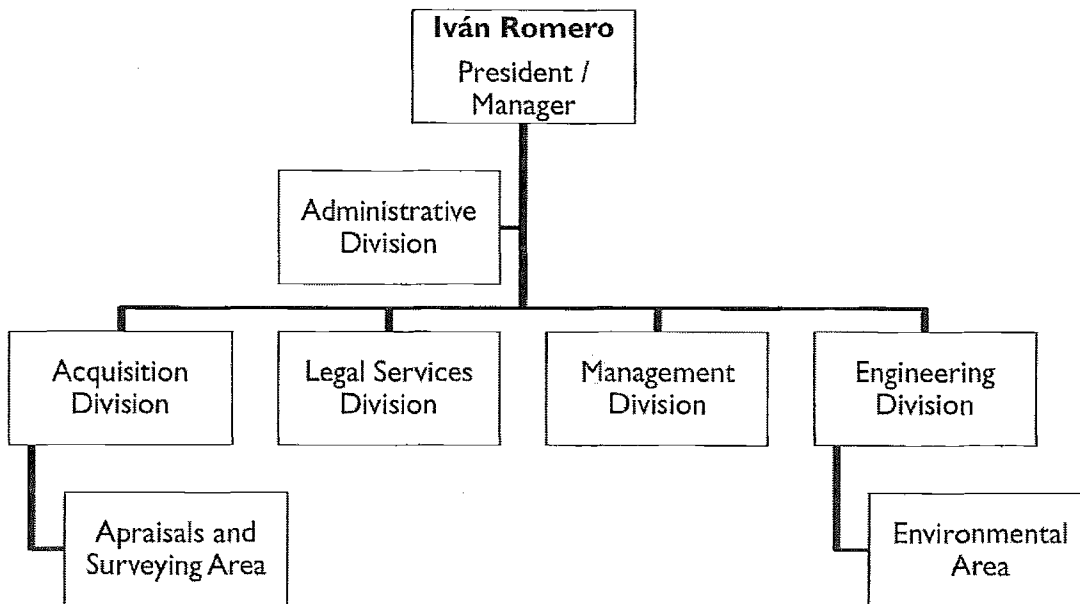 Iván Romero
President /
Manager
Administrative
Division
Acquisition
Division
Legal Services
Division
Management
Division
Engineering
Division
Apraisals and
Surveying Area
Environmental
Area